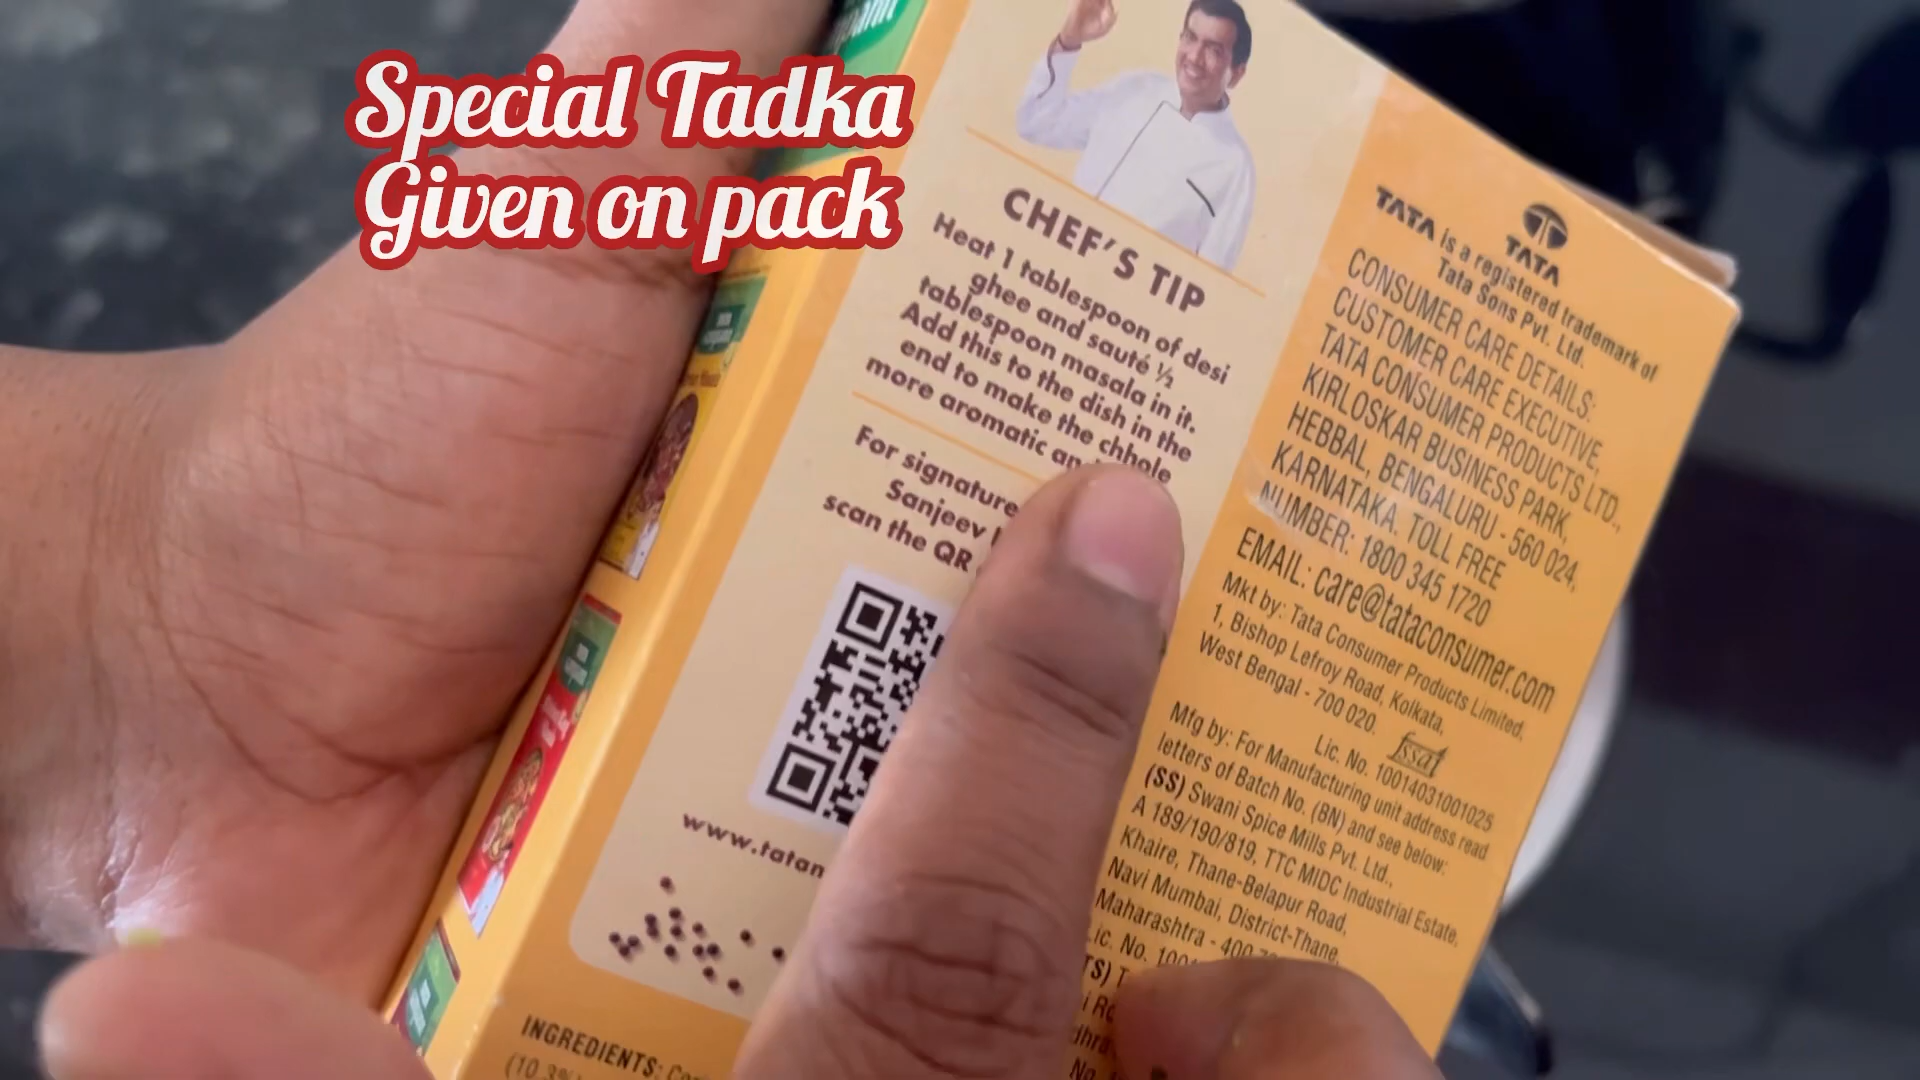 Special Tadka
Given on pack
CHEF'S TIP
Heat 1 tablespoon of desi
ghee and sauté ½
tablespoon masala in it.
Add this to the dish in the
end to make the chhole
more aromatic
For signature
Sanjeev
scan the QR
INGREDIENTS:
(10.3%)
TATA
TATA is a registered trademark of
Tata Sons Pvt. Ltd.
CONSUMER CARE DETAILS:
CUSTOMER CARE EXECUTIVE,
TATA CONSUMER PRODUCTS LTD.,
KIRLOSKAR BUSINESS PARK,
HEBBAL, BENGALURU - 560 024,
KARNATAKA. TOLL FREE
NUMBER: 1800 345 1720
EMAIL: care@tataconsumer.com
Mkt by: Tata Consumer Products Limited,
1, Bishop Lefroy Road, Kolkata,
West Bengal - 700 020.
fssai
Lic. No. 10014031001025
Mfg by: For Manufacturing unit address read
letters of Batch No. (BN) and see below:
(SS) Swani Spice Mills Pvt. Ltd.,
A 189/190/819, TTC MIDC Industrial Estate,
Khaire, Thane-Belapur Road,
Navi Mumbai, District-Thane,
Maharashtra - 400
Lic. No.